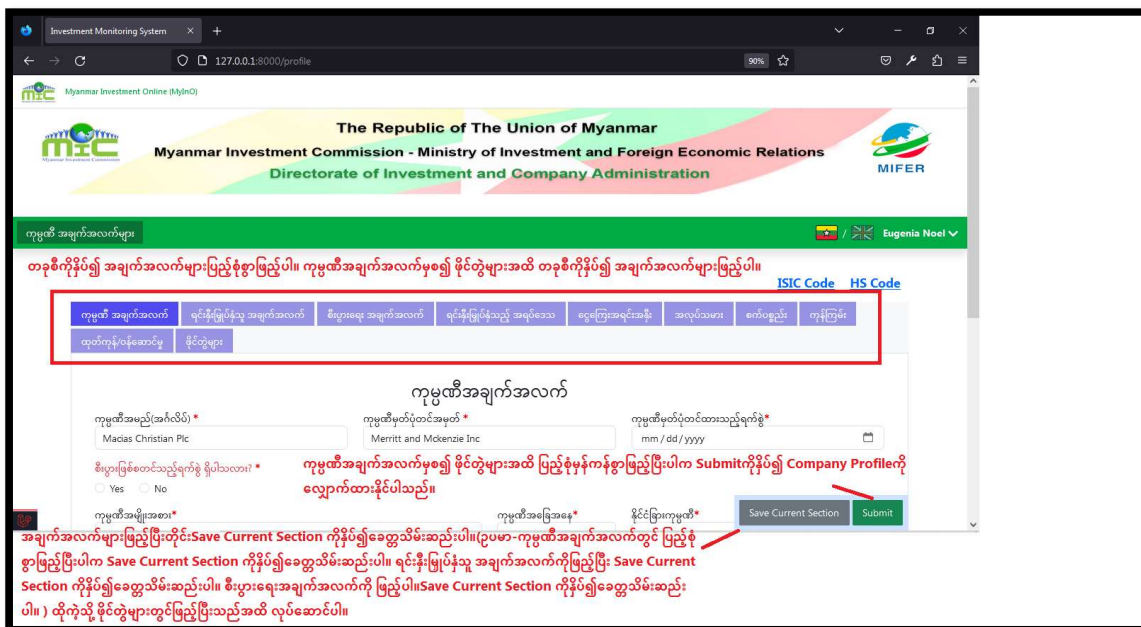 Investment Monitoring System
127.0.0.1:8000/profile
90%
MIC
Myanmar Investment Online (MyInO)
The Republic of The Union of Myanmar
Myanmar Investment Commission - Ministry of Investment and Foreign Economic Relations
Directorate of Investment and Company Administration
MIC
Myanmar Investment Commission
MIFER
ကုမ္ပဏီ အချက်အလက်များ
/ Eugenia Noel
တခုစီကိုနှိပ်၍ အချက်အလက်များပြည့်စုံစွာဖြည့်ပါ။ ကုမ္ပဏီအချက်အလက်မှစ၍ ဖိုင်တွဲများအထိ တခုစီကိုနှိပ်၍ အချက်အလက်များဖြည့်ပါ။
ISIC Code HS Code
ကုမ္ပဏီ အချက်အလက် ရင်းနှီးမြှုပ်နှံသူ အချက်အလက် စီးပွားရေး အချက်အလက် ရင်းနှီးမြှုပ်နှံသည့် အရပ်ဒေသ ငွေကြေးအရင်းအနှီး အလုပ်သမား စက်ပစ္စည်း ကုန်ကြမ်း
ထုတ်ကုန်/ဝန်ဆောင်မှု ဖိုင်တွဲများ
ကုမ္ပဏီအချက်အလက်
ကုမ္ပဏီအမည်(အင်္ဂလိပ်) * ကုမ္ပဏီမှတ်ပုံတင်အမှတ် * ကုမ္ပဏီမှတ်ပုံတင်ထားသည့်ရက်စွဲ*
Macias Christian Plc Merritt and Mckenzie Inc mm / dd / yyyy
စီးပွားဖြစ်စတင်သည့်ရက်စွဲ ရှိပါသလား? *
Yes No
ကုမ္ပဏီအချက်အလက်မှစ၍ ဖိုင်တွဲများအထိ ပြည့်စုံမှန်ကန်စွာဖြည့်ပြီးပါက Submitကိုနှိပ်၍ Company Profileကို
လျှောက်ထားနိုင်ပါသည်။
ကုမ္ပဏီအမျိုးအစား* ကုမ္ပဏီအခြေအနေ* နိုင်ငံခြားကုမ္ပဏီ*
Save Current Section Submit
အချက်အလက်များဖြည့်ပြီးတိုင်းSave Current Section ကိုနှိပ်၍ခေတ္တသိမ်းဆည်းပါ။(ဥပမာ-ကုမ္ပဏီအချက်အလက်တွင် ပြည့်စုံ
စွာဖြည့်ပြီးပါက Save Current Section ကိုနှိပ်၍ခေတ္တသိမ်းဆည်းပါ။ ရင်းနှီးမြှုပ်နှံသူ အချက်အလက်ကိုဖြည့်ပြီး Save Current
Section ကိုနှိပ်၍ခေတ္တသိမ်းဆည်းပါ။ စီးပွားရေးအချက်အလက်ကို ဖြည့်ပါ။Save Current Section ကိုနှိပ်၍ခေတ္တသိမ်းဆည်း
ပါ။ ) ထိုကဲ့သို့ ဖိုင်တွဲများတွင်ဖြည့်ပြီးသည်အထိ လုပ်ဆောင်ပါ။